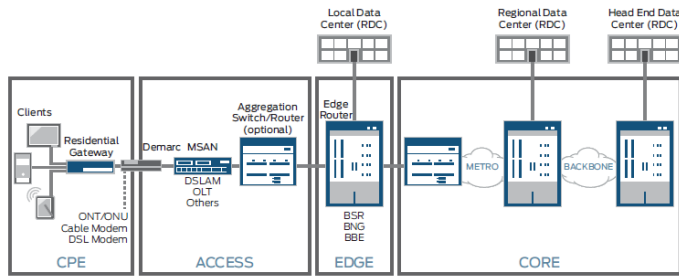 Local Data
Center (RDC)
Regional Data
Center (RDC)
Head End Data
Center (RDC)
Clients
Residential
Gateway
Demarc
MSAN
Aggregation
Switch/Router
(optional)
Edge
Router
DSLAM
OLT
Others
METRO
BACKBONE
ONT/ONU
Cable Modem
DSL Modem
BSR
BNG
BBE
CPE
ACCESS
EDGE
CORE